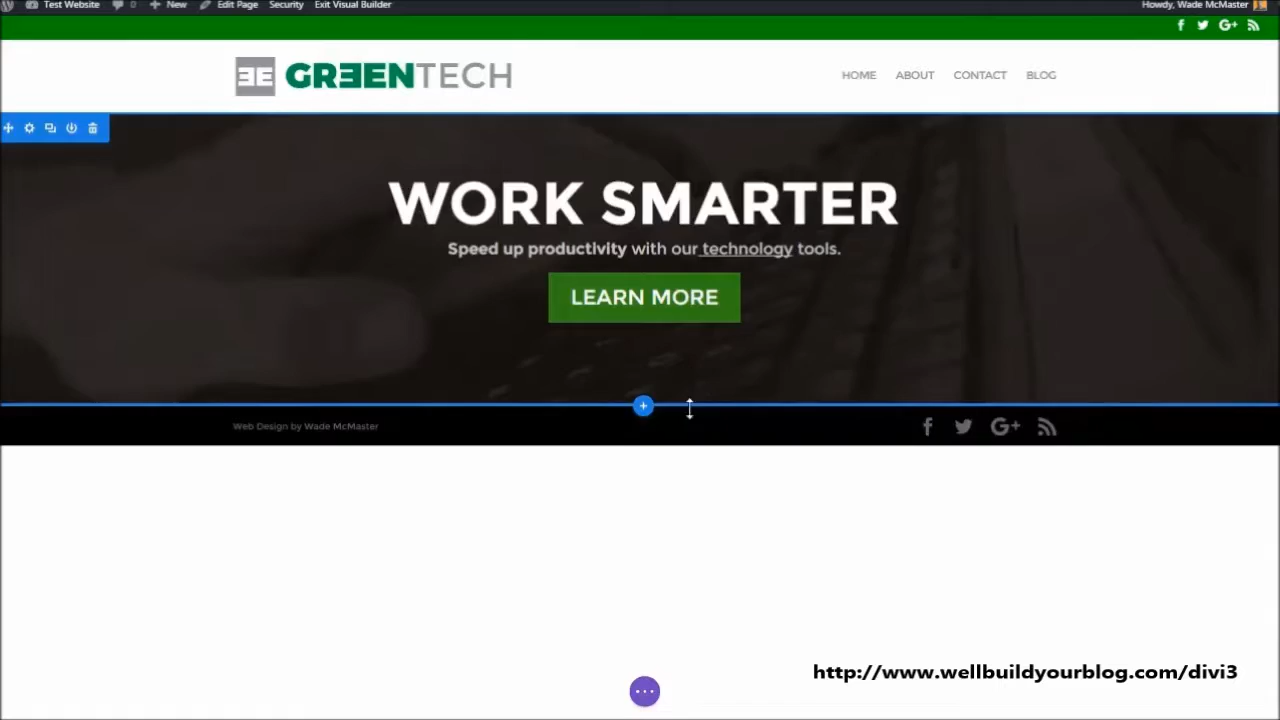 Test Website 0 New Edit Page Security Exit Visual Builder Howdy, Wade McMaster
GREENTECH
HOME ABOUT CONTACT BLOG
WORK SMARTER
Speed up productivity with our technology tools.
LEARN MORE
Web Design by Wade McMaster
http://www.wellbuildyourblog.com/divi3